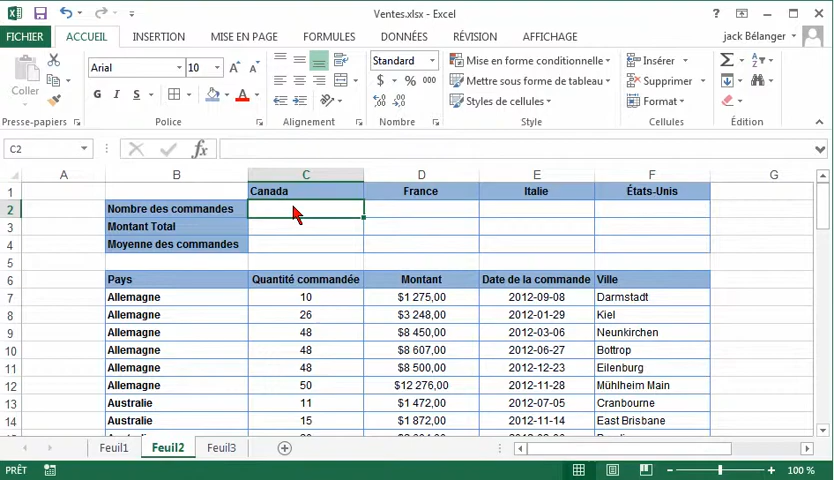 Ventes.xlsx - Excel
FICHIER ACCUEIL INSERTION MISE EN PAGE FORMULES DONNÉES RÉVISION AFFICHAGE jack Bélanger
Coller
Arial 10
G I S A
Standard
$ % 000
Mise en forme conditionnelle
Mettre sous forme de tableau
Styles de cellules
Insérer
Supprimer
Format
Presse-papiers Police Alignement Nombre Style Cellules Édition
C2 fx
A B C D E F G
1 Canada France Italie États-Unis
2 Nombre des commandes
3 Montant Total
4 Moyenne des commandes
5
6 Pays Quantité commandée Montant Date de la commande Ville
7 Allemagne 10 $1 275,00 2012-09-08 Darmstadt
8 Allemagne 26 $3 248,00 2012-01-29 Kiel
9 Allemagne 48 $8 450,00 2012-03-06 Neunkirchen
10 Allemagne 48 $8 607,00 2012-06-27 Bottrop
11 Allemagne 48 $8 500,00 2012-12-23 Eilenburg
12 Allemagne 50 $12 276,00 2012-11-28 Mühlheim Main
13 Australie 11 $1 472,00 2012-07-05 Cranbourne
14 Australie 15 $1 872,00 2012-11-14 East Brisbane
Feuil1 Feuil2 Feuil3
PRÊT 100 %